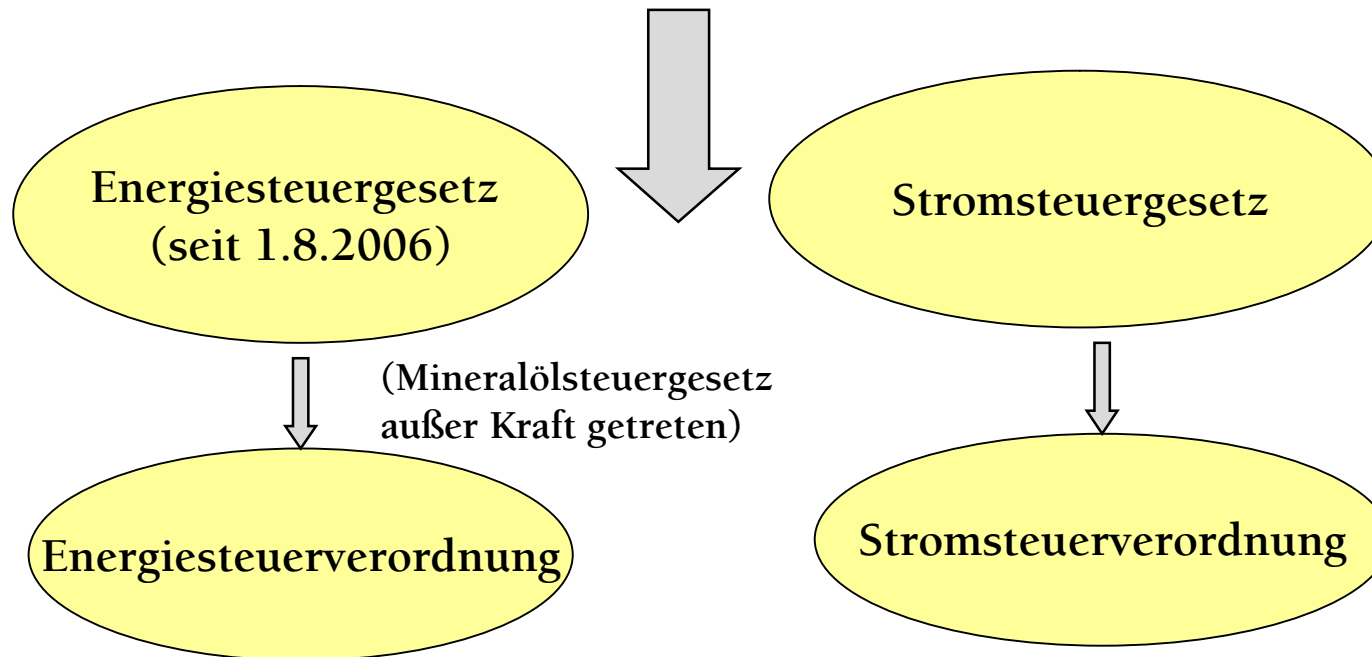 Energiesteuergesetz
(seit 1.8.2006)
Stromsteuergesetz
(Mineralölsteuergesetz
außer Kraft getreten)
Energiesteuerverordnung
Stromsteuerverordnung